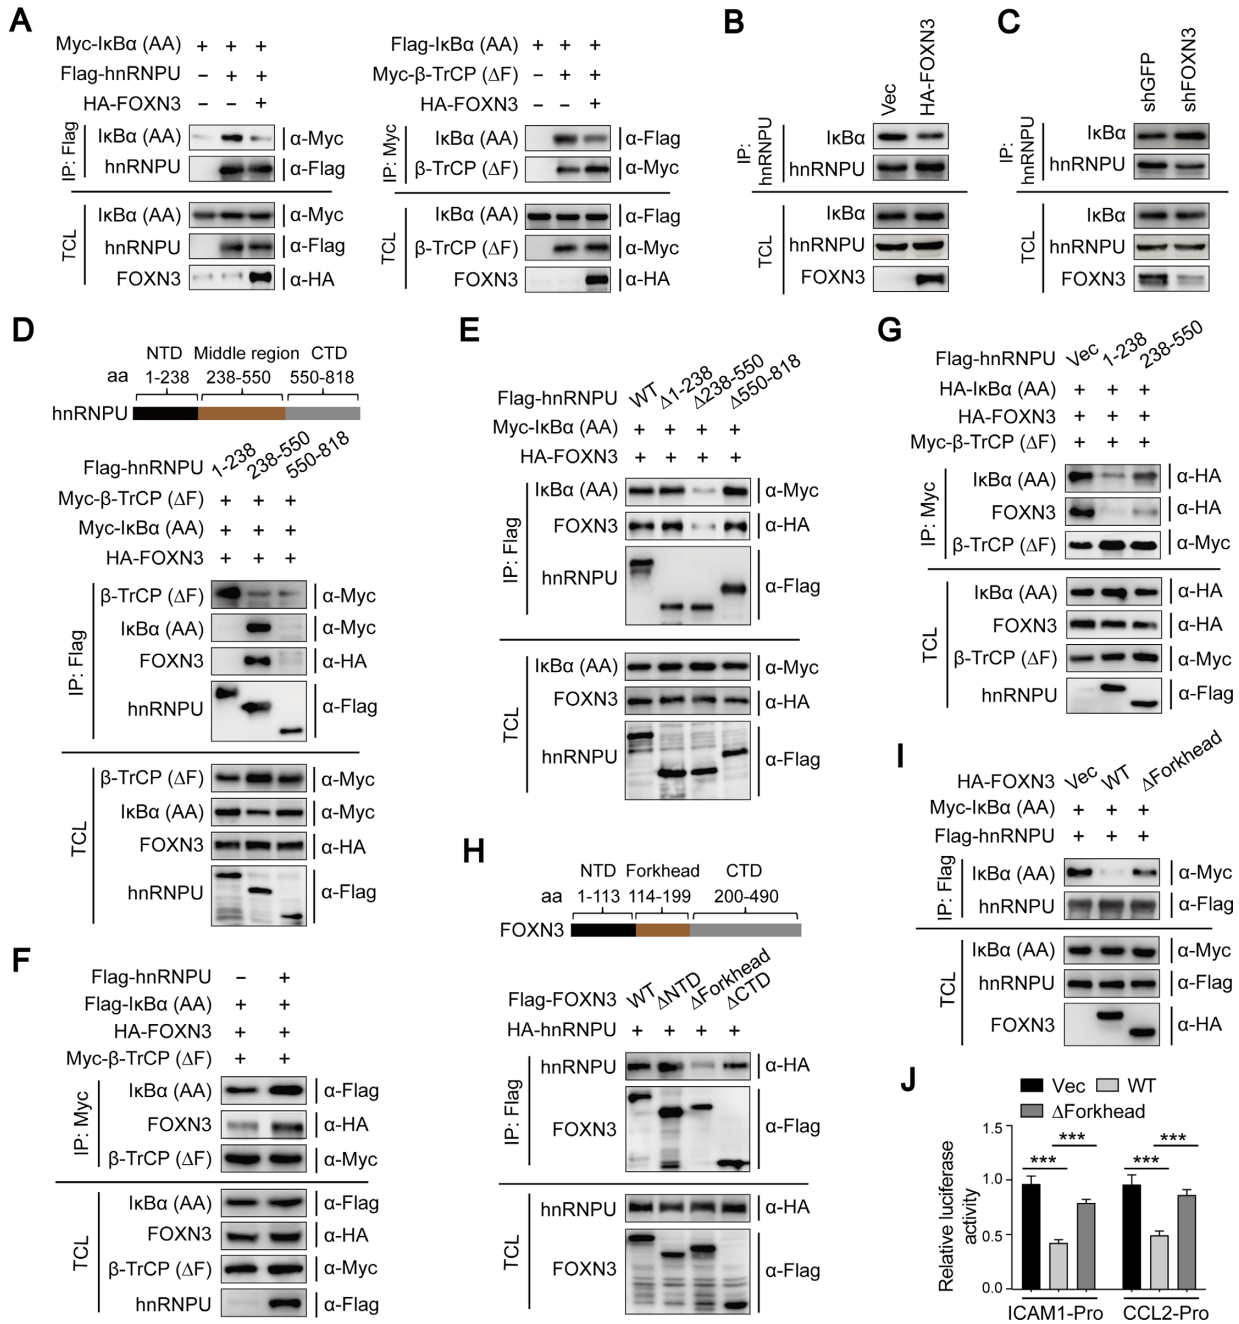 A
Myc-IκBα (AA) + + +
Flag-hnRNPU – + +
HA-FOXN3 – – +
IP: Flag
IκBα (AA) α-Myc
hnRNPU α-Flag
TCL
IκBα (AA) α-Myc
hnRNPU α-Flag
FOXN3 α-HA
Flag-IκBα (AA) + + +
Myc-β-TrCP (ΔF) – + +
HA-FOXN3 – – +
IP: Myc
IκBα (AA) α-Flag
β-TrCP (ΔF) α-Myc
TCL
IκBα (AA) α-Flag
β-TrCP (ΔF) α-Myc
FOXN3 α-HA
B
Vec HA-FOXN3
IP: hnRNPU
IκBα
hnRNPU
TCL
IκBα
hnRNPU
FOXN3
C
shGFP shFOXN3
IP: hnRNPU
IκBα
hnRNPU
TCL
IκBα
hnRNPU
FOXN3
D
NTD Middle region CTD
aa 1-238 238-550 550-818
hnRNPU
Flag-hnRNPU 1-238 238-550 550-818
Myc-β-TrCP (ΔF) + + +
Myc-IκBα (AA) + + +
HA-FOXN3 + + +
IP: Flag
β-TrCP (ΔF) α-Myc
IκBα (AA) α-Myc
FOXN3 α-HA
hnRNPU α-Flag
TCL
β-TrCP (ΔF) α-Myc
IκBα (AA) α-Myc
FOXN3 α-HA
hnRNPU α-Flag
E
Flag-hnRNPU WT Δ1-238 Δ238-550 Δ550-818
Myc-IκBα (AA) + + + +
HA-FOXN3 + + + +
IP: Flag
IκBα (AA) α-Myc
FOXN3 α-HA
hnRNPU α-Flag
TCL
IκBα (AA) α-Myc
FOXN3 α-HA
hnRNPU α-Flag
F
Flag-hnRNPU – +
Flag-IκBα (AA) + +
HA-FOXN3 + +
Myc-β-TrCP (ΔF) + +
IP: Myc
IκBα (AA) α-Flag
FOXN3 α-HA
β-TrCP (ΔF) α-Myc
TCL
IκBα (AA) α-Flag
FOXN3 α-HA
β-TrCP (ΔF) α-Myc
hnRNPU α-Flag
G
Flag-hnRNPU Vec 1-238 238-550
HA-IκBα (AA) + + +
HA-FOXN3 + + +
Myc-β-TrCP (ΔF) + + +
IP: Myc
IκBα (AA) α-HA
FOXN3 α-HA
β-TrCP (ΔF) α-Myc
TCL
IκBα (AA) α-HA
FOXN3 α-HA
β-TrCP (ΔF) α-Myc
hnRNPU α-Flag
H
NTD Forkhead CTD
aa 1-113 114-199 200-490
FOXN3
Flag-FOXN3 WT ΔNTD ΔForkhead ΔCTD
HA-hnRNPU + + + +
IP: Flag
hnRNPU α-HA
FOXN3 α-Flag
TCL
hnRNPU α-HA
FOXN3 α-Flag
I
HA-FOXN3 Vec WT ΔForkhead
Myc-IκBα (AA) + + +
Flag-hnRNPU + + +
IP: Flag
IκBα (AA) α-Myc
hnRNPU α-Flag
TCL
IκBα (AA) α-Myc
hnRNPU α-Flag
FOXN3 α-HA
J
Vec WT
ΔForkhead
Relative luciferase
activity
1.5
1.0
0.5
0.0
*** *** *** ***
ICAM1-Pro CCL2-Pro